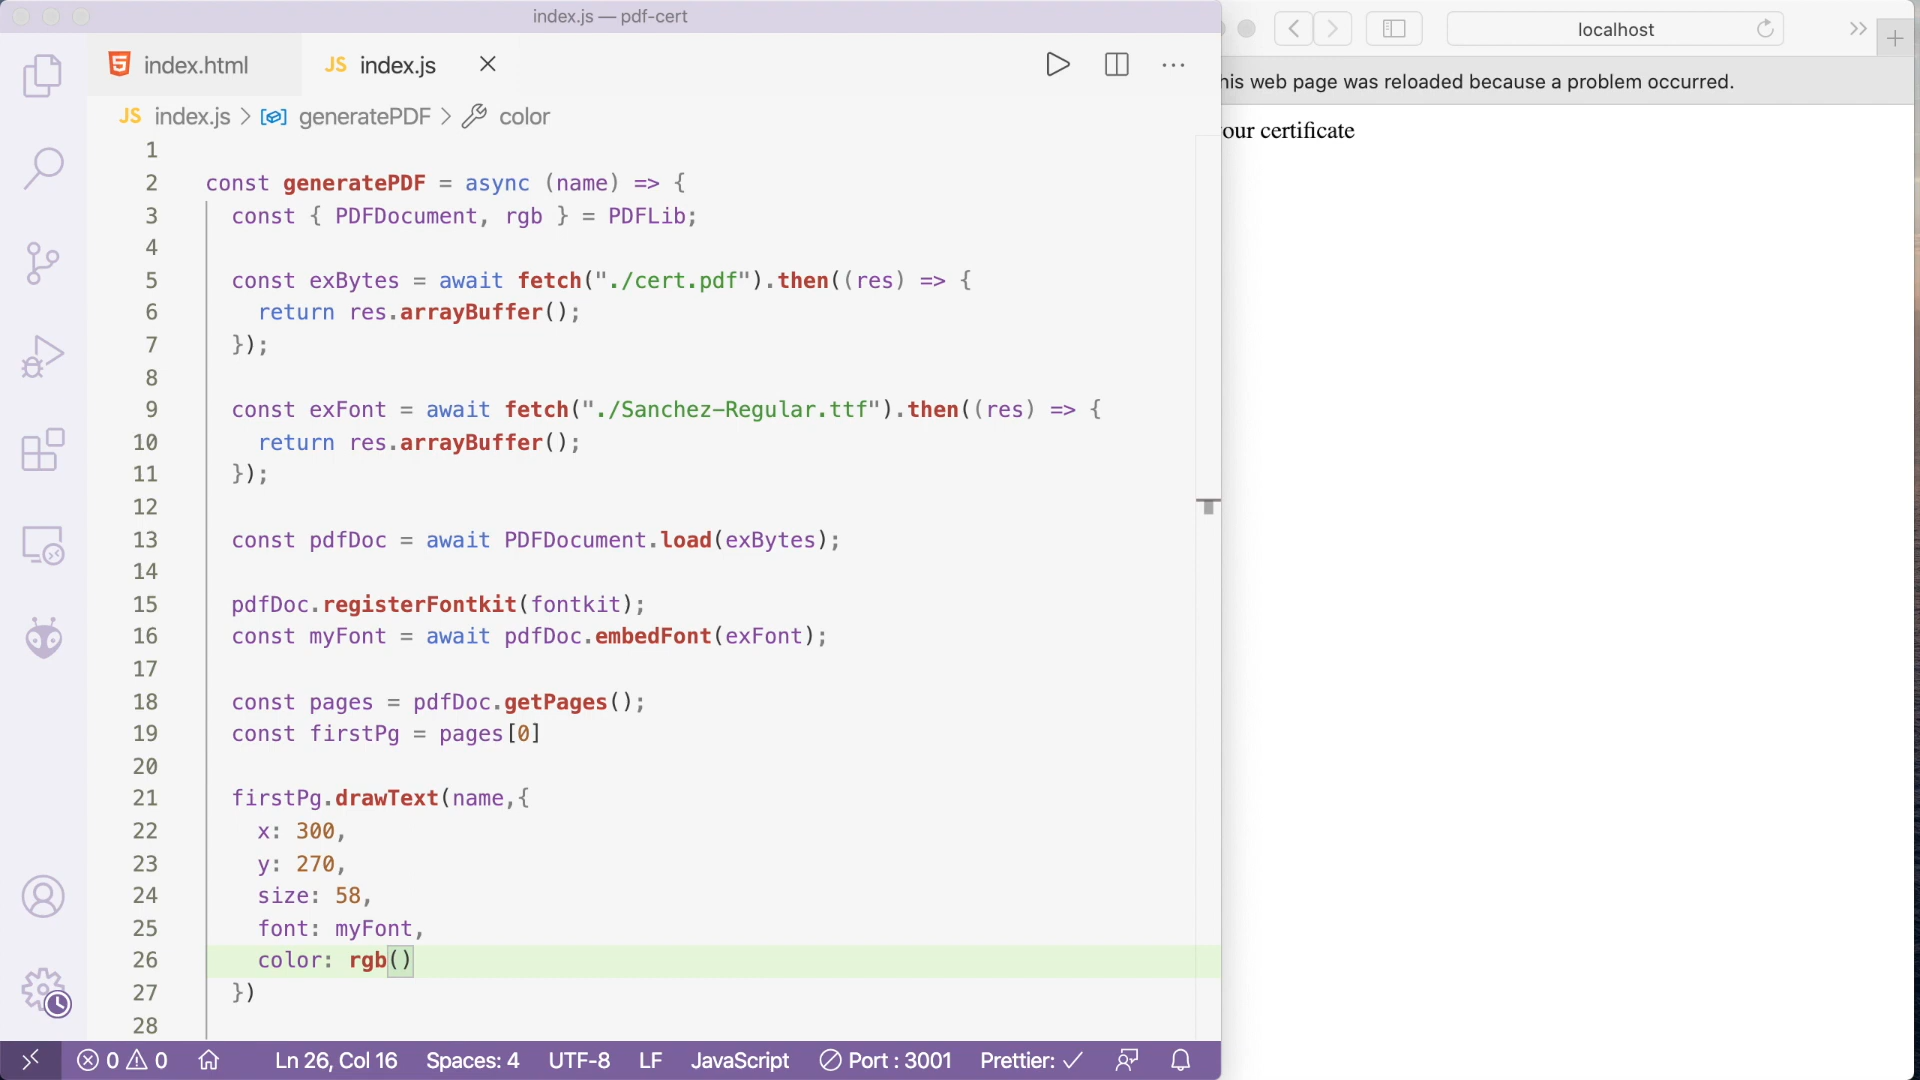 index.js — pdf-cert
localhost
index.html
JS index.js
his web page was reloaded because a problem occurred.
JS index.js > generatePDF > color
our certificate
1
2 const generatePDF = async (name) => {
3 const { PDFDocument, rgb } = PDFLib;
4
5 const exBytes = await fetch("./cert.pdf").then((res) => {
6 return res.arrayBuffer();
7 });
8
9 const exFont = await fetch("./Sanchez-Regular.ttf").then((res) => {
10 return res.arrayBuffer();
11 });
12
13 const pdfDoc = await PDFDocument.load(exBytes);
14
15 pdfDoc.registerFontkit(fontkit);
16 const myFont = await pdfDoc.embedFont(exFont);
17
18 const pages = pdfDoc.getPages();
19 const firstPg = pages[0]
20
21 firstPg.drawText(name,{
22 x: 300,
23 y: 270,
24 size: 58,
25 font: myFont,
26 color: rgb()
27 })
28
0 0 Ln 26, Col 16 Spaces: 4 UTF-8 LF JavaScript Port : 3001 Prettier: ✓